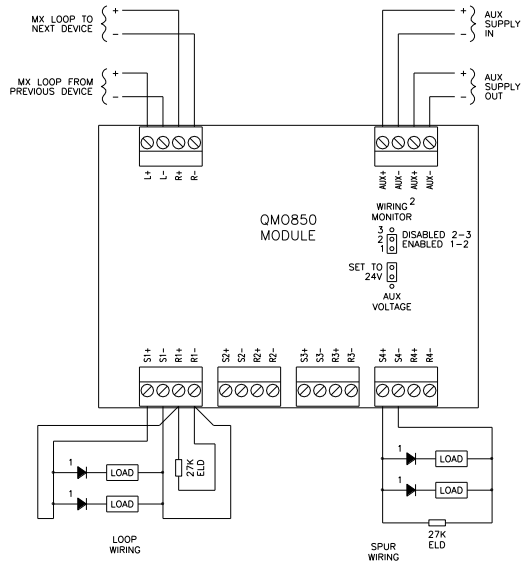 MX LOOP TO
NEXT DEVICE
+
-
+
-
AUX
SUPPLY
IN
MX LOOP FROM
PREVIOUS DEVICE
+
-
+
-
AUX
SUPPLY
OUT
L+
L-
R+
R-
AUX+
AUX-
AUX+
AUX-
QMO850
MODULE
WIRING 2
MONITOR
3
2
1
DISABLED 2-3
ENABLED 1-2
SET TO
24V
AUX
VOLTAGE
S1+
S1-
R1+
R1-
S2+
S2-
R2+
R2-
S3+
S3-
R3+
R3-
S4+
S4-
R4+
R4-
1
LOAD
1
LOAD
27K
ELD
LOOP
WIRING
1
LOAD
1
LOAD
27K
ELD
SPUR
WIRING